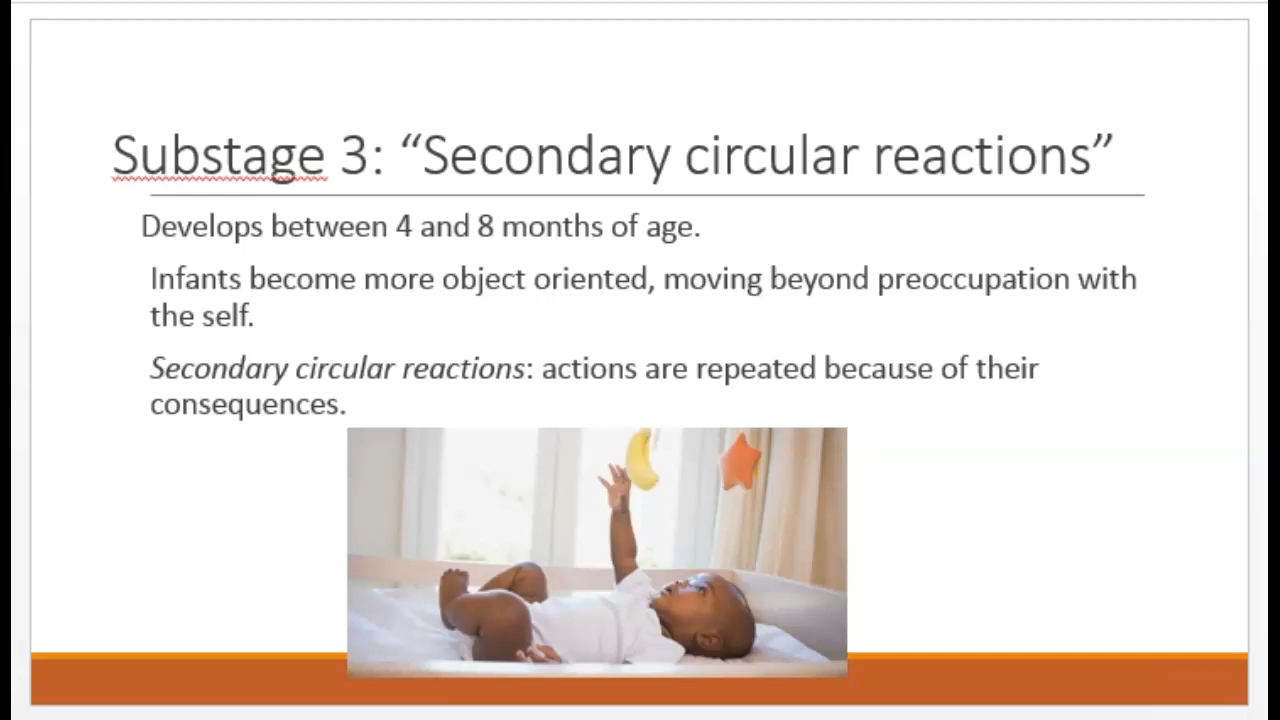 Substage 3: “Secondary circular reactions”
Develops between 4 and 8 months of age.
Infants become more object oriented, moving beyond preoccupation with
the self.
Secondary circular reactions: actions are repeated because of their
consequences.